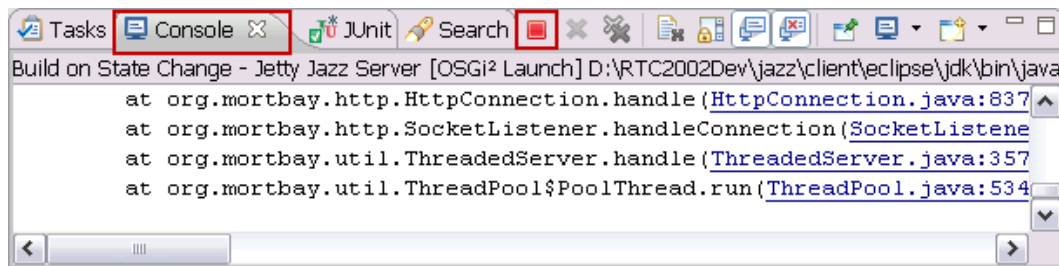 Tasks Console JUnit Search
Build on State Change - Jetty Jazz Server [OSGi² Launch] D:\RTC2002Dev\jazz\client\eclipse\jdk\bin\java
at org.mortbay.http.HttpConnection.handle(HttpConnection.java:837
at org.mortbay.http.SocketListener.handleConnection(SocketListene
at org.mortbay.util.ThreadedServer.handle(ThreadedServer.java:357
at org.mortbay.util.ThreadPool$PoolThread.run(ThreadPool.java:534